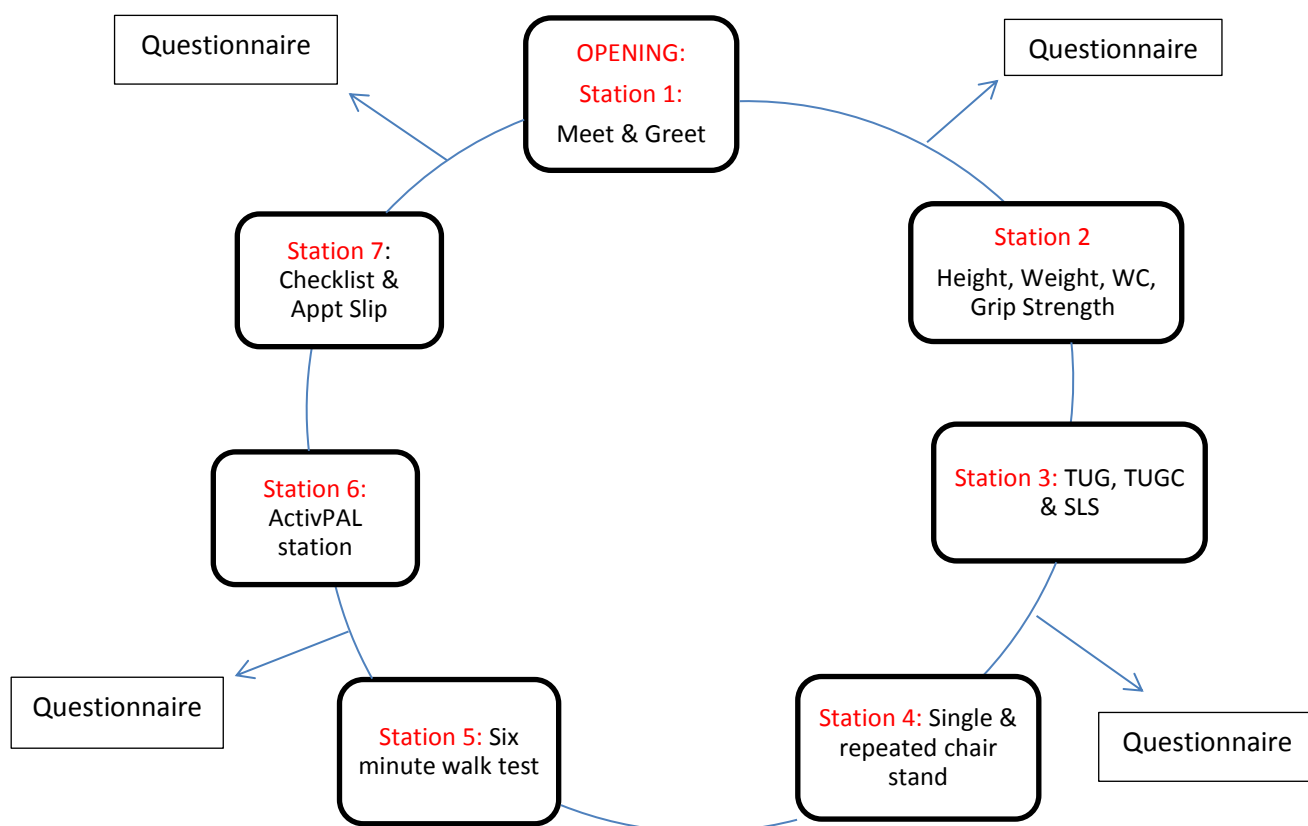 Questionnaire
OPENING:
Station 1:
Meet & Greet
Questionnaire
Station 2
Height, Weight, WC,
Grip Strength
Station 7:
Checklist &
Appt Slip
Station 3: TUG, TUGC
& SLS
Station 6:
ActivPAL
station
Questionnaire
Station 5: Six
minute walk test
Station 4: Single &
repeated chair
stand
Questionnaire